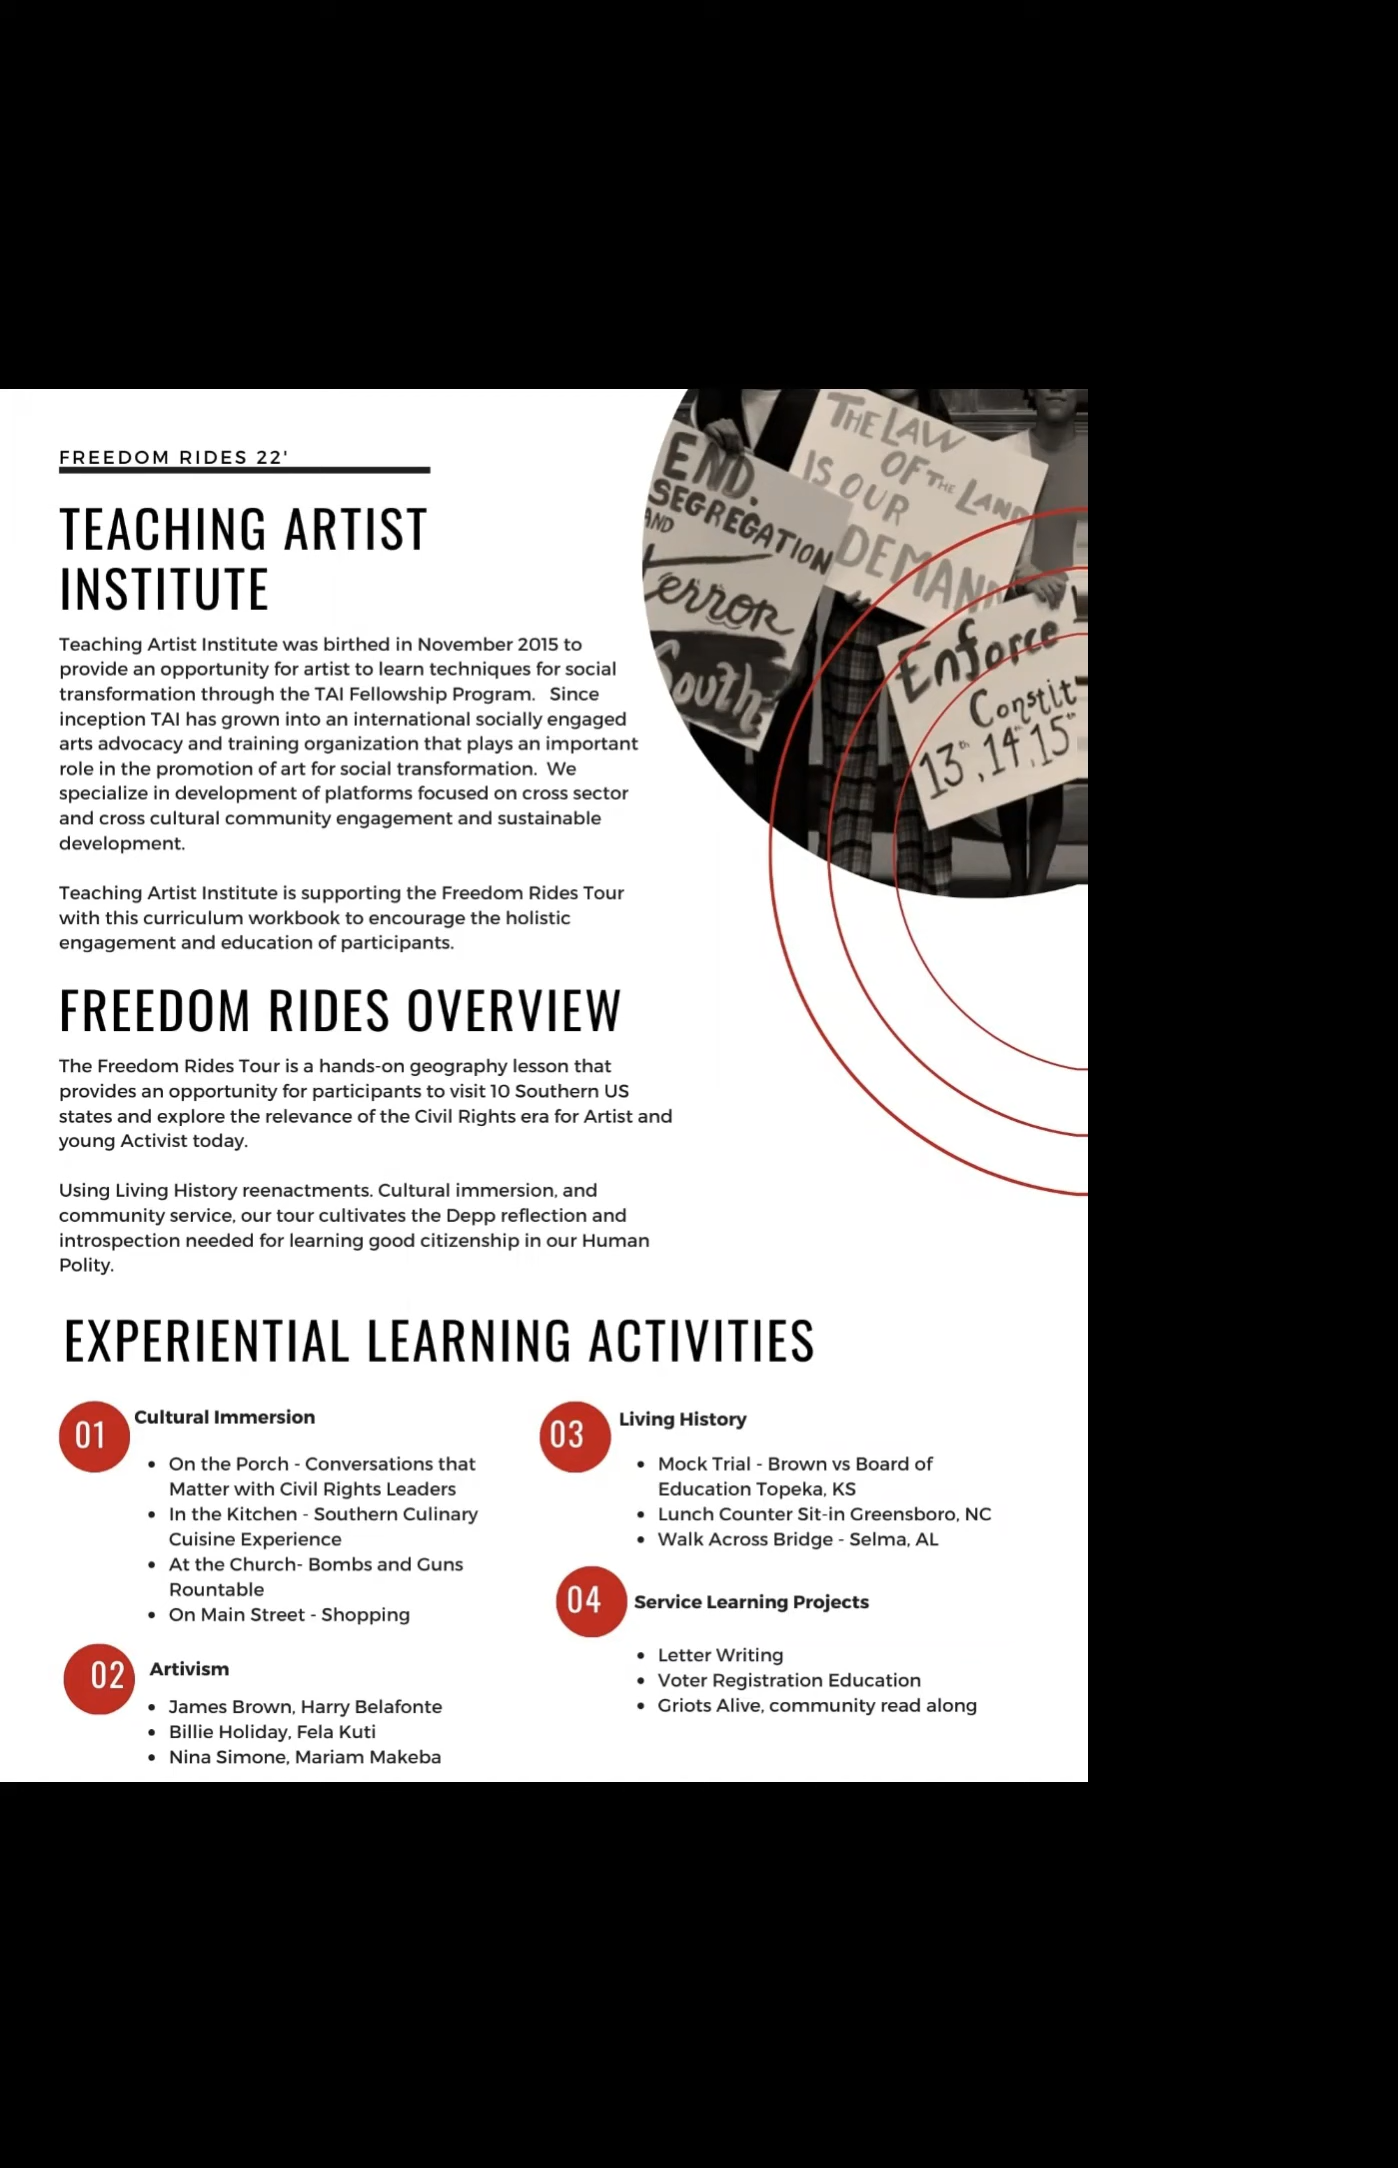 FREEDOM RIDES 22'
TEACHING ARTIST
INSTITUTE
Teaching Artist Institute was birthed in November 2015 to
provide an opportunity for artist to learn techniques for social
transformation through the TAI Fellowship Program.   Since
inception TAI has grown into an international socially engaged
arts advocacy and training organization that plays an important
role in the promotion of art for social transformation.  We
specialize in development of platforms focused on cross sector
and cross cultural community engagement and sustainable
development.
Teaching Artist Institute is supporting the Freedom Rides Tour
with this curriculum workbook to encourage the holistic
engagement and education of participants.
END.
SEGREGATION
AND
Terror
South
THE LAW
OF THE LAND
IS OUR
DEMAND
Enforce
Constit
13th, 14th, 15th
FREEDOM RIDES OVERVIEW
The Freedom Rides Tour is a hands-on geography lesson that
provides an opportunity for participants to visit 10 Southern US
states and explore the relevance of the Civil Rights era for Artist and
young Activist today.
Using Living History reenactments. Cultural immersion, and
community service, our tour cultivates the Depp reflection and
introspection needed for learning good citizenship in our Human
Polity.
EXPERIENTIAL LEARNING ACTIVITIES
01 Cultural Immersion
• On the Porch - Conversations that
Matter with Civil Rights Leaders
• In the Kitchen - Southern Culinary
Cuisine Experience
• At the Church- Bombs and Guns
Rountable
• On Main Street - Shopping
02 Artivism
• James Brown, Harry Belafonte
• Billie Holiday, Fela Kuti
• Nina Simone, Mariam Makeba
03 Living History
• Mock Trial - Brown vs Board of
Education Topeka, KS
• Lunch Counter Sit-in Greensboro, NC
• Walk Across Bridge - Selma, AL
04 Service Learning Projects
• Letter Writing
• Voter Registration Education
• Griots Alive, community read along